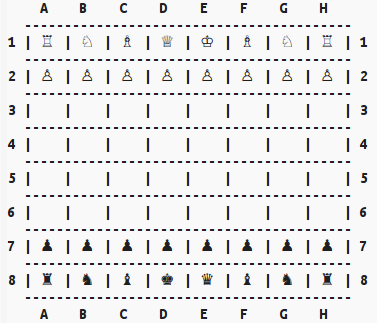 A B C D E F G H
---------------------------------
1 | ♖ | ♘ | ♗ | ♕ | ♔ | ♗ | ♘ | ♖ | 1
---------------------------------
2 | ♙ | ♙ | ♙ | ♙ | ♙ | ♙ | ♙ | ♙ | 2
---------------------------------
3 |   |   |   |   |   |   |   |   | 3
---------------------------------
4 |   |   |   |   |   |   |   |   | 4
---------------------------------
5 |   |   |   |   |   |   |   |   | 5
---------------------------------
6 |   |   |   |   |   |   |   |   | 6
---------------------------------
7 | ♟ | ♟ | ♟ | ♟ | ♟ | ♟ | ♟ | ♟ | 7
---------------------------------
8 | ♜ | ♞ | ♝ | ♚ | ♛ | ♝ | ♞ | ♜ | 8
---------------------------------
A B C D E F G H